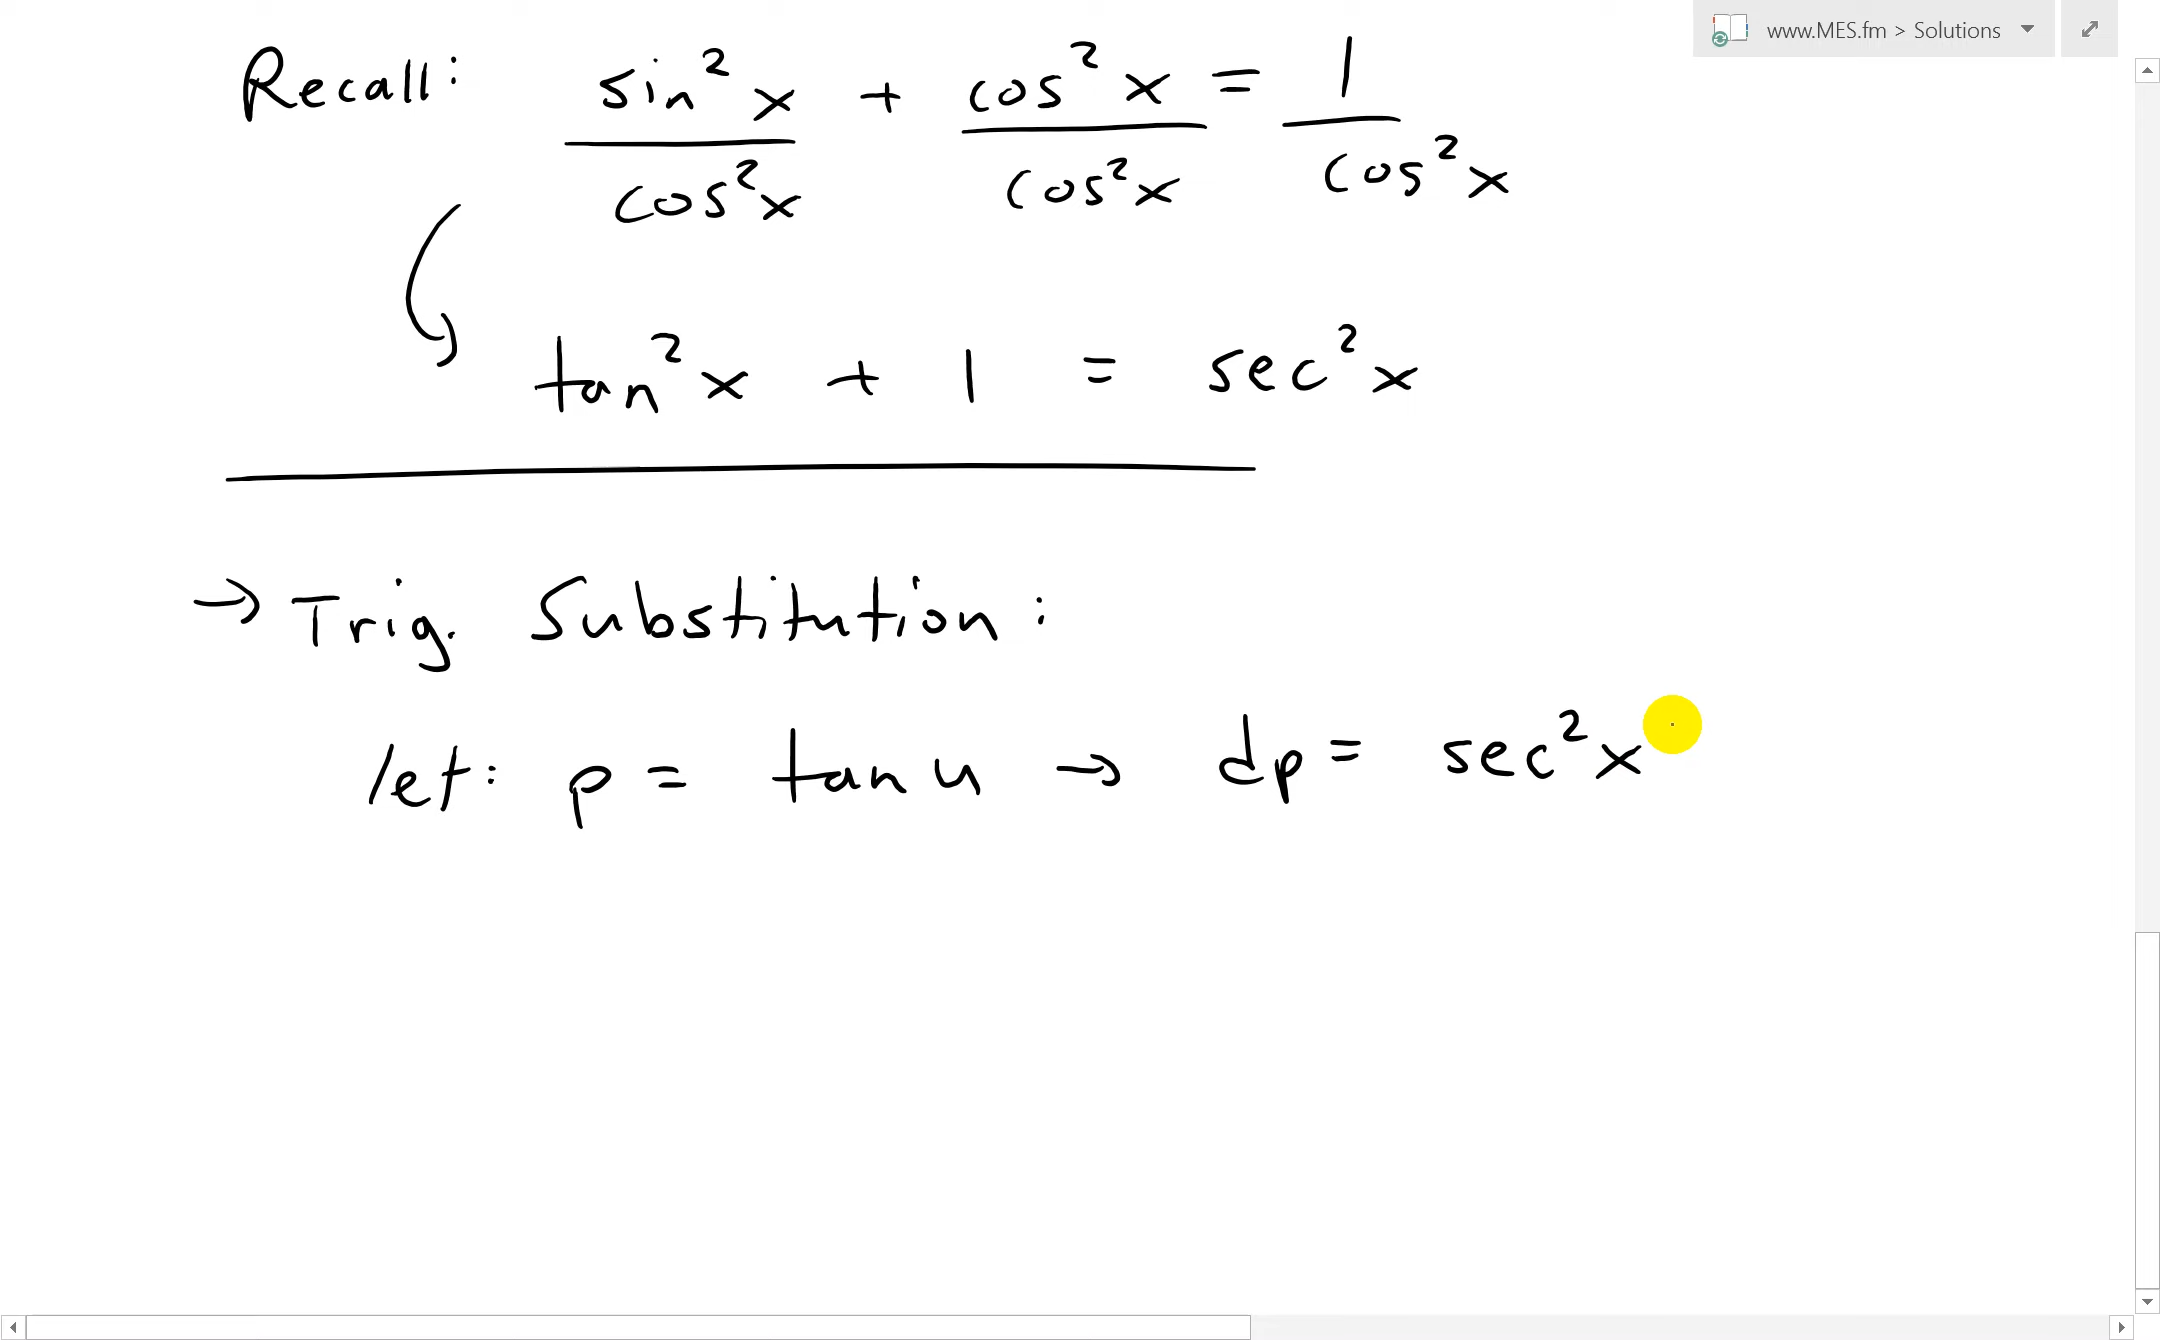 www.MES.fm > Solutions
Recall: sin²x/cos²x + cos²x/cos²x = 1/cos²x
tan²x + 1 = sec²x
→ Trig. Substitution:
let: p = tan u → dp = sec²x